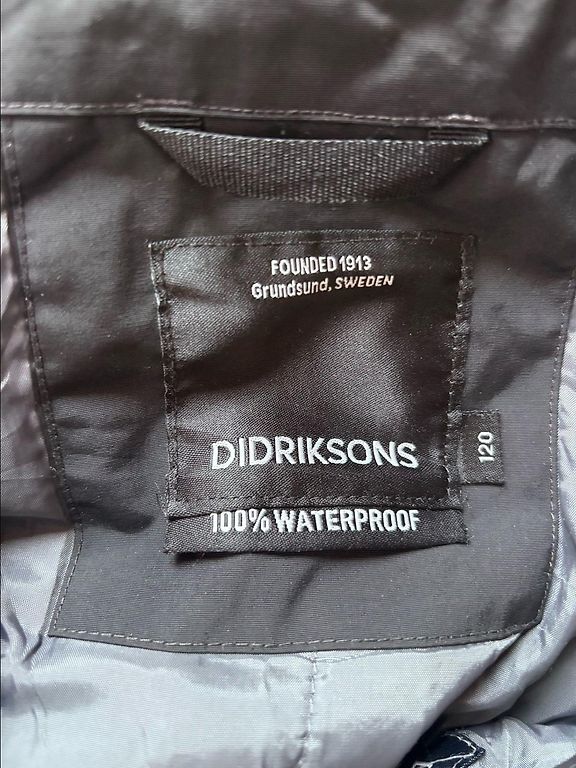 FOUNDED 1913
Grundsund, SWEDEN
DIDRIKSONS
120
100% WATERPROOF